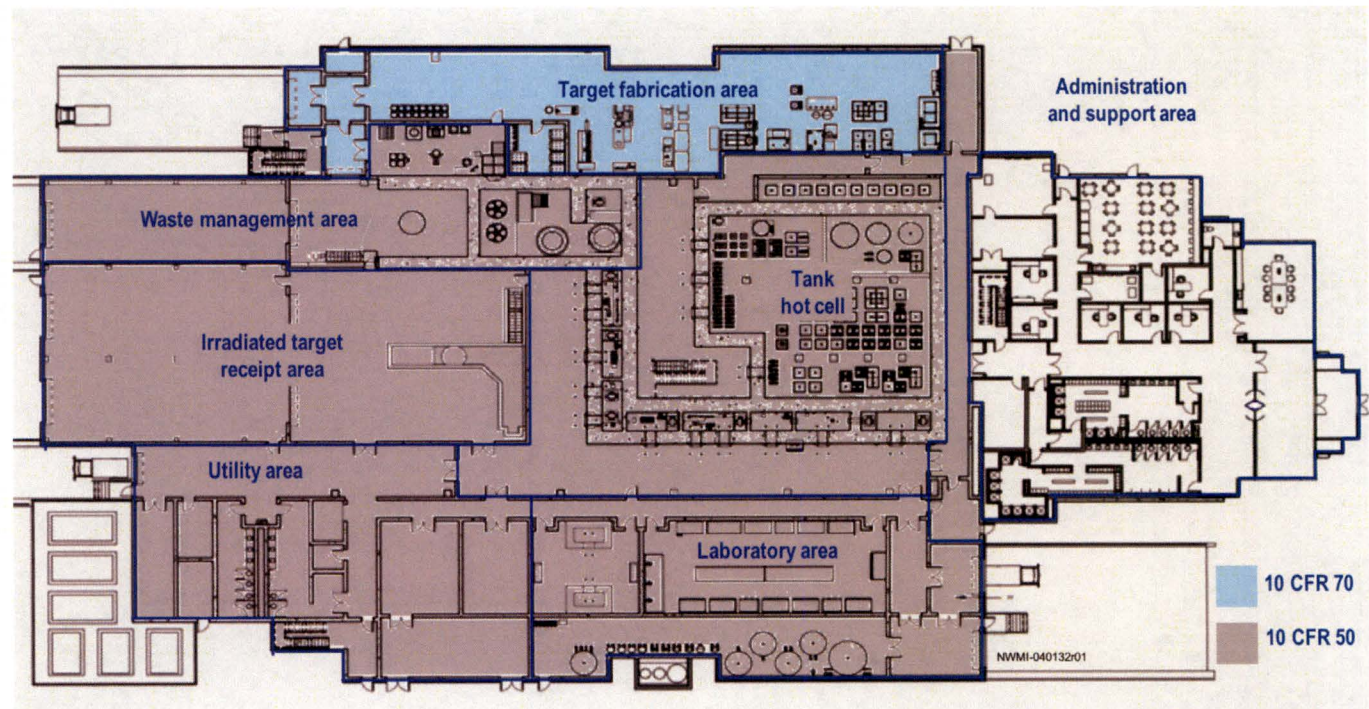 Target fabrication area
Administration
and support area
Waste management area
Tank
hot cell
Irradiated target
receipt area
Utility area
Laboratory area
10 CFR 70
10 CFR 50
NWMI-040132r01